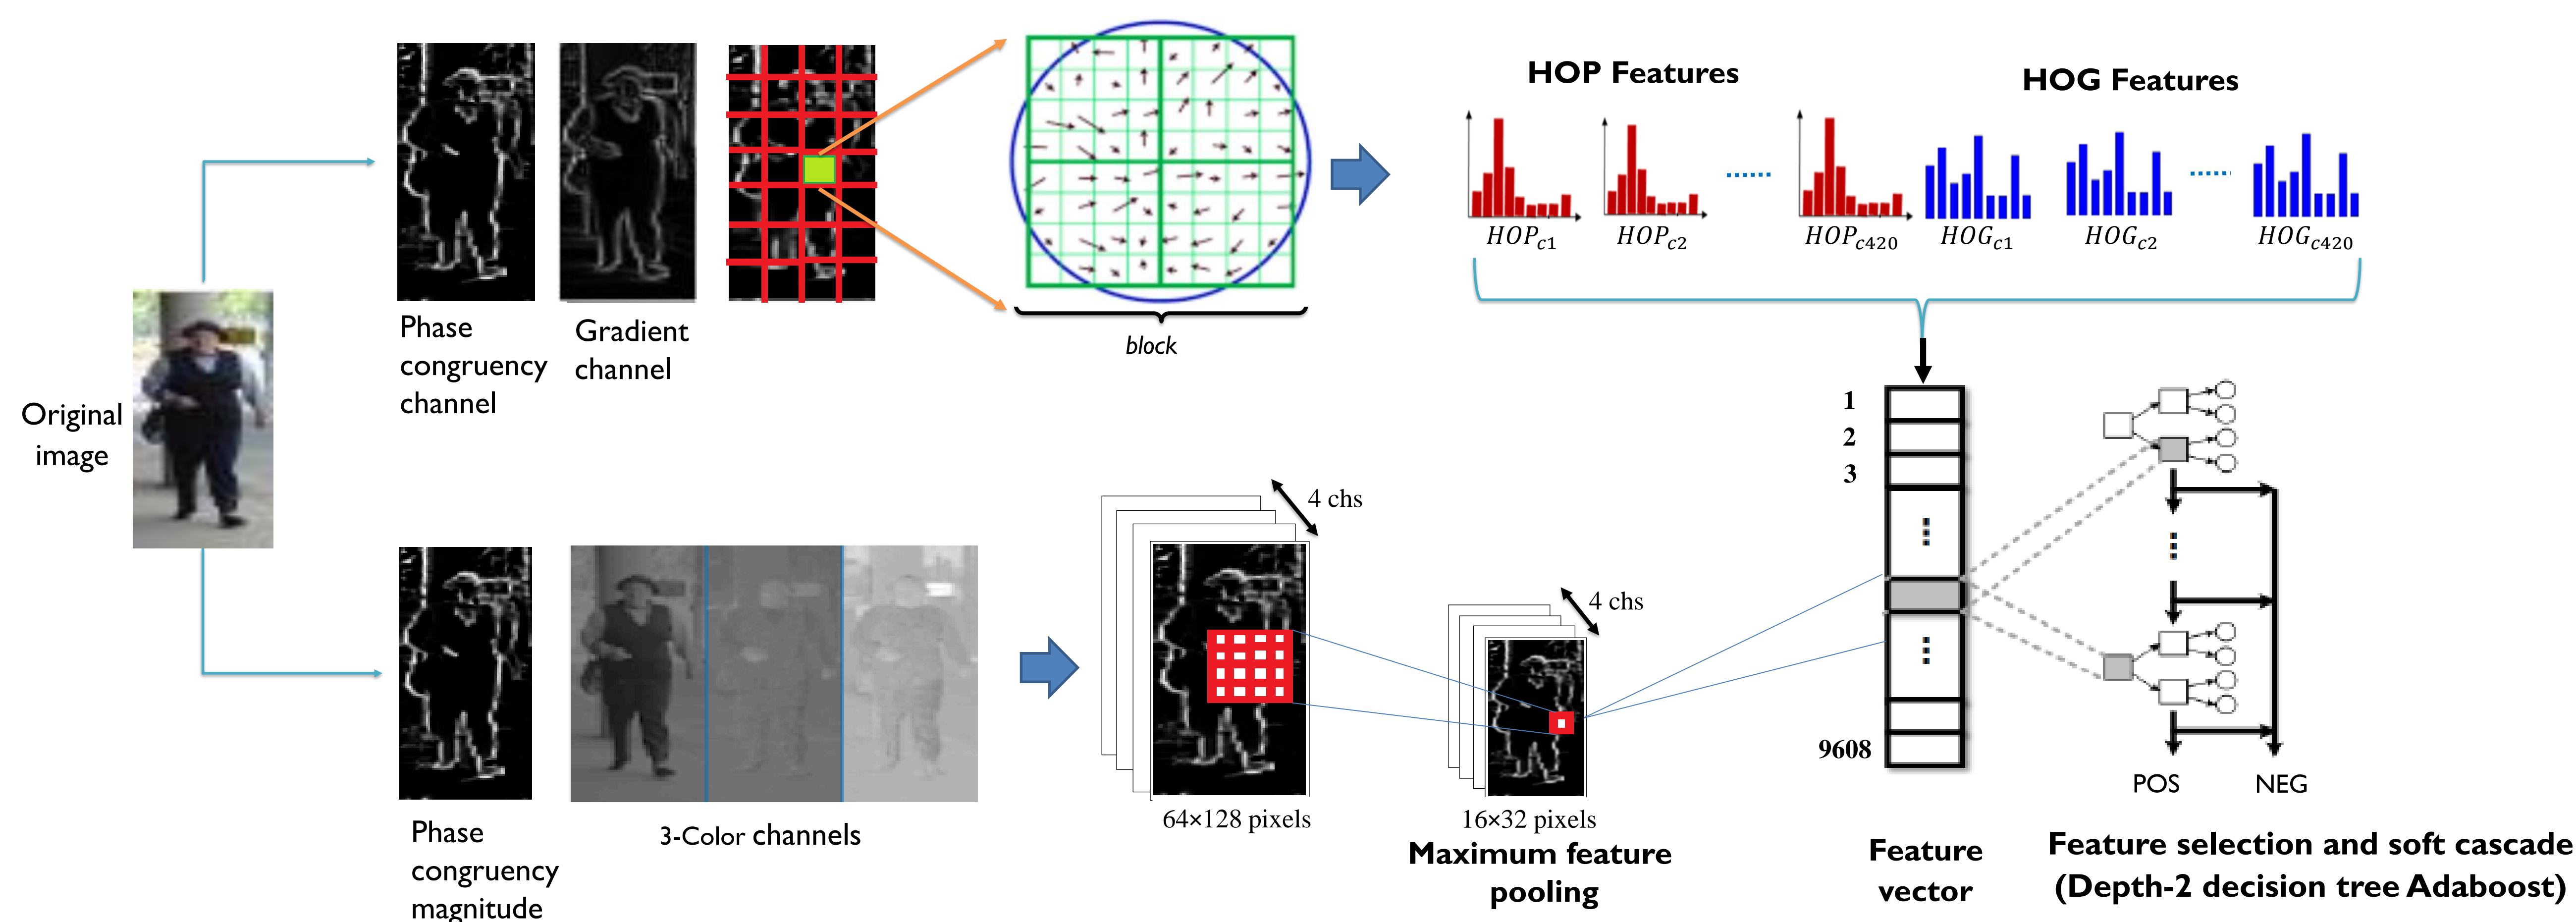 HOP Features
HOG Features
HOPc1
HOPc2
HOPc420
HOGc1
HOGc2
HOGc420
Phase
congruency
channel
Gradient
channel
block
Original
image
1
2
3
9608
4 chs
4 chs
64×128 pixels
16×32 pixels
Maximum feature
pooling
Phase
congruency
magnitude
3-Color channels
POS
NEG
Feature
vector
Feature selection and soft cascade
(Depth-2 decision tree Adaboost)